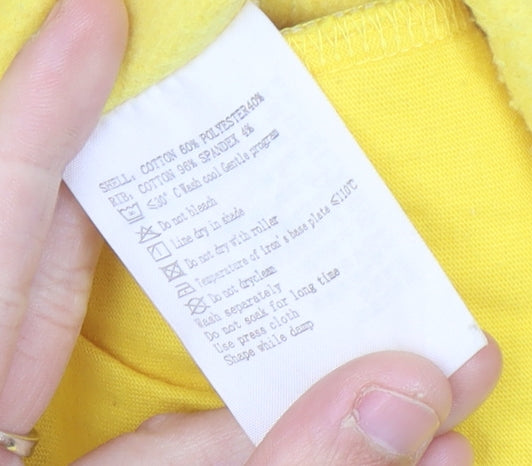 SHELL: COTTON 60% POLYESTER40%
RIB: COTTON 96% SPANDEX 4%
≤30° C Wash cool Gentle program
Do not bleach
Line dry in shade
Do not dry with roller
Temperature of iron's base plate ≤110℃
Do not dryclean
Wash separately
Do not soak for long time
Use press cloth
Shape while damp